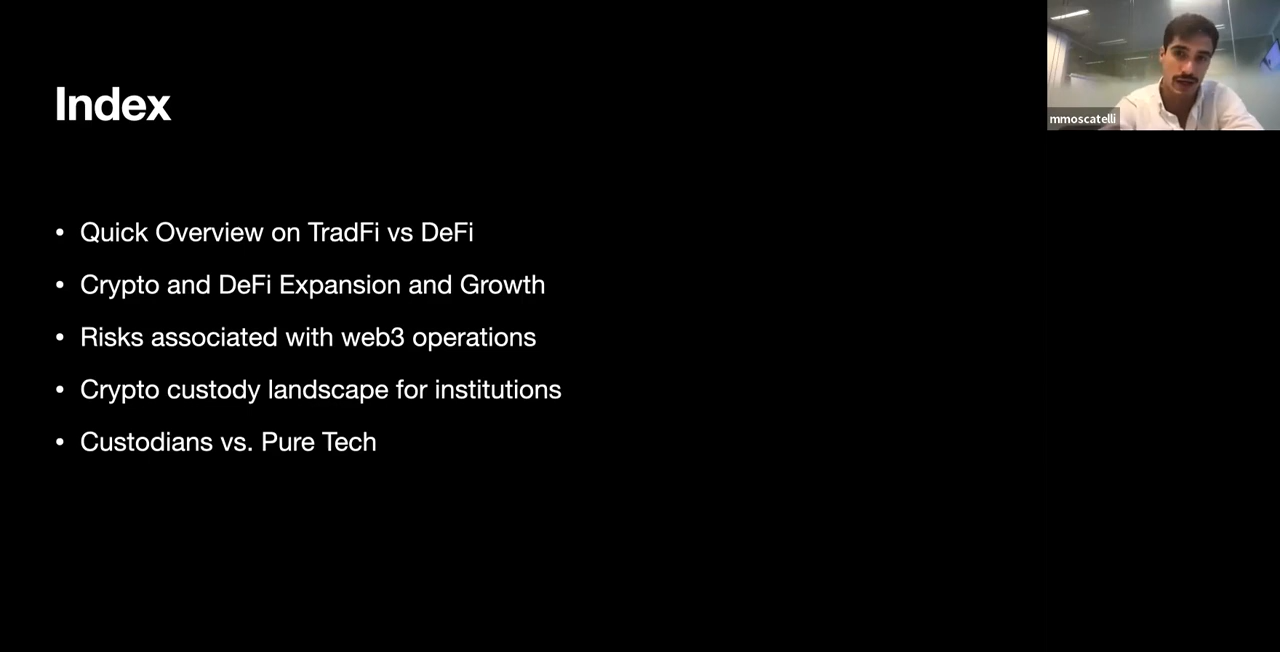 Index
mmoscatelli
• Quick Overview on TradFi vs DeFi
• Crypto and DeFi Expansion and Growth
• Risks associated with web3 operations
• Crypto custody landscape for institutions
• Custodians vs. Pure Tech